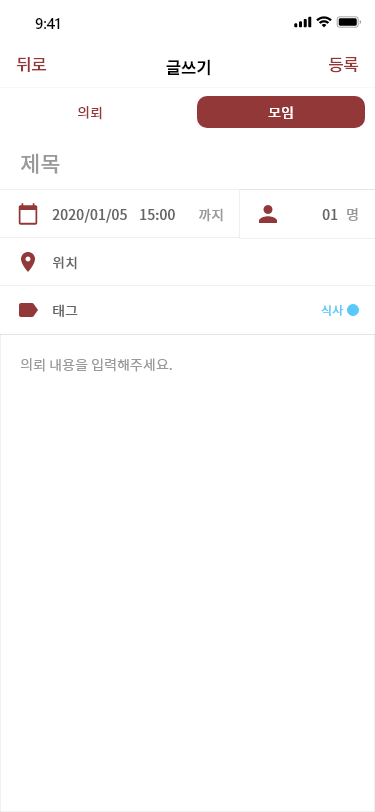 9:41
뒤로 글쓰기 등록
의뢰 모임
제목
2020/01/05 15:00 까지 01 명
위치
태그 식사
의뢰 내용을 입력해주세요.